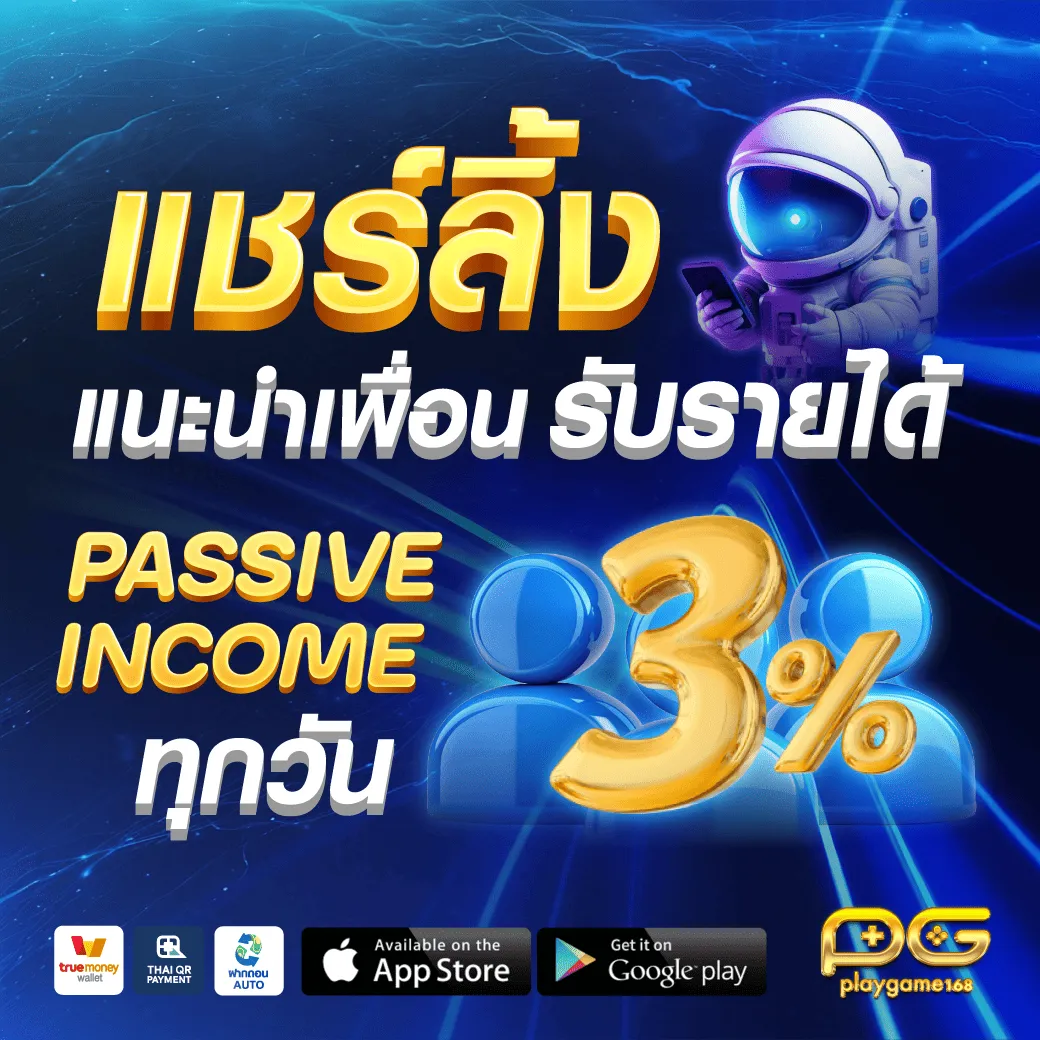 แชร์ลิ้ง
แนะนำเพื่อน รับรายได้
PASSIVE
INCOME
ทุกวัน
3%
truemoney
wallet
THAI QR
PAYMENT
ฝากถอน
AUTO
Available on the
App Store
Get it on
Google play
PG
playgame168